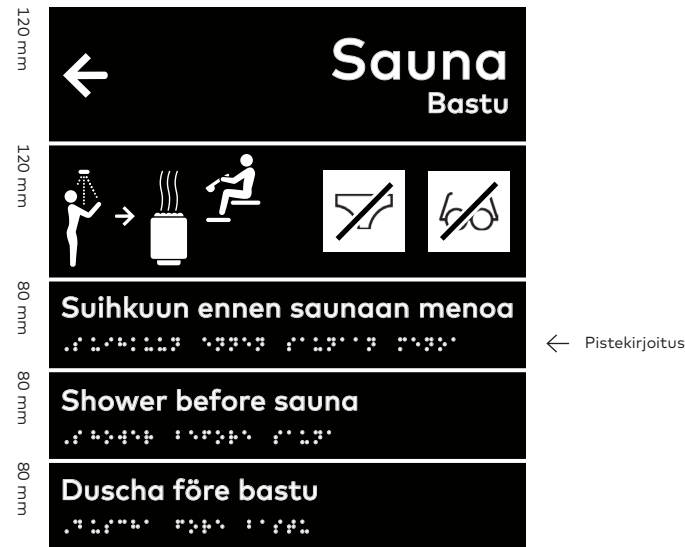 120 mm
Sauna
Bastu
120 mm
80 mm
Suihkuun ennen saunaan menoa
⠠⠎⠥⠊⠓⠅⠥⠥⠝ ⠑⠝⠝⠑⠝ ⠎⠁⠥⠝⠁⠁⠝ ⠍⠑⠝⠕⠁
Pistekirjoitus
80 mm
Shower before sauna
⠠⠎⠓⠕⠺⠑⠗ ⠃⠑⠋⠕⠗⠑ ⠎⠁⠥⠝⠁
80 mm
Duscha före bastu
⠠⠙⠥⠎⠉⠓⠁ ⠃⠁⠎⠞⠥